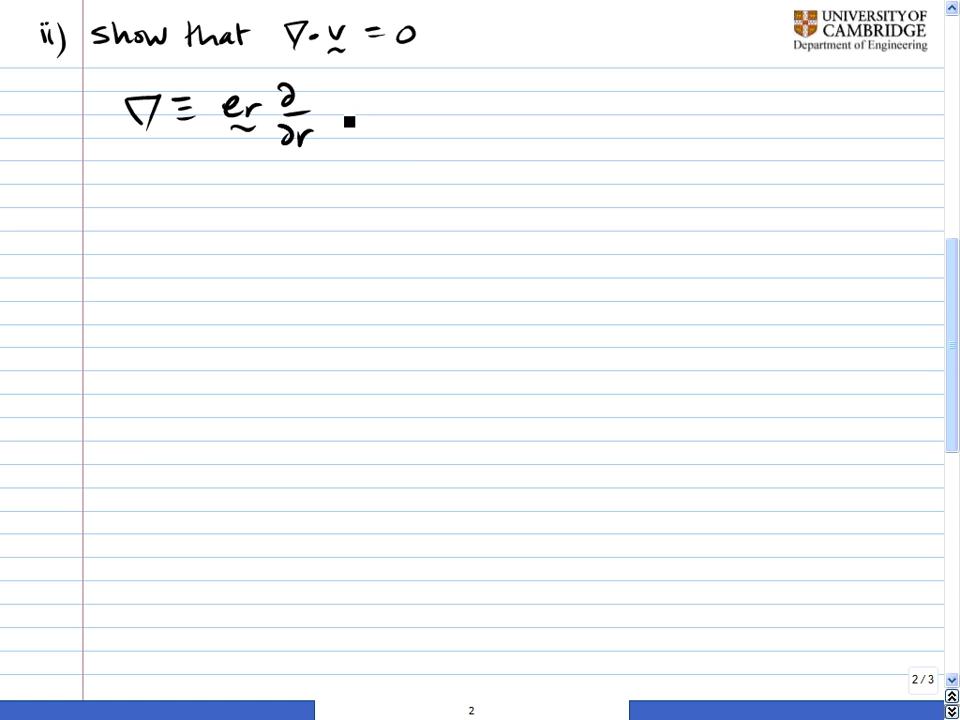 ii) show that ∇·v = 0
UNIVERSITY OF
CAMBRIDGE
Department of Engineering
∇ ≡ er ∂/∂r
2 / 3
2